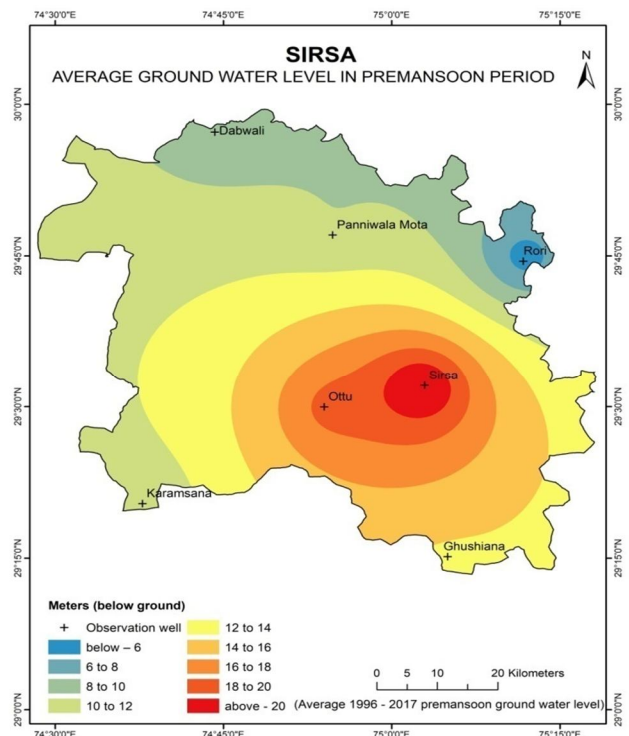 74°30'0"E 74°45'0"E 75°0'0"E 75°15'0"E
SIRSA
N
AVERAGE GROUND WATER LEVEL IN PREMANSOON PERIOD
30°0'0"N 30°0'0"N
Dabwali
Panniwala Mota
Rori
29°45'0"N 29°45'0"N
Sirsa
Ottu
29°30'0"N 29°30'0"N
Karamsana
Ghushiana
29°15'0"N 29°15'0"N
Meters (below ground)
Observation well
below – 6
6 to 8
8 to 10
10 to 12
12 to 14
14 to 16
16 to 18
18 to 20
above - 20
0 5 10 20 Kilometers
(Average 1996 - 2017 premansoon ground water level)
29°0'0"N 29°0'0"N
74°30'0"E 74°45'0"E 75°0'0"E 75°15'0"E